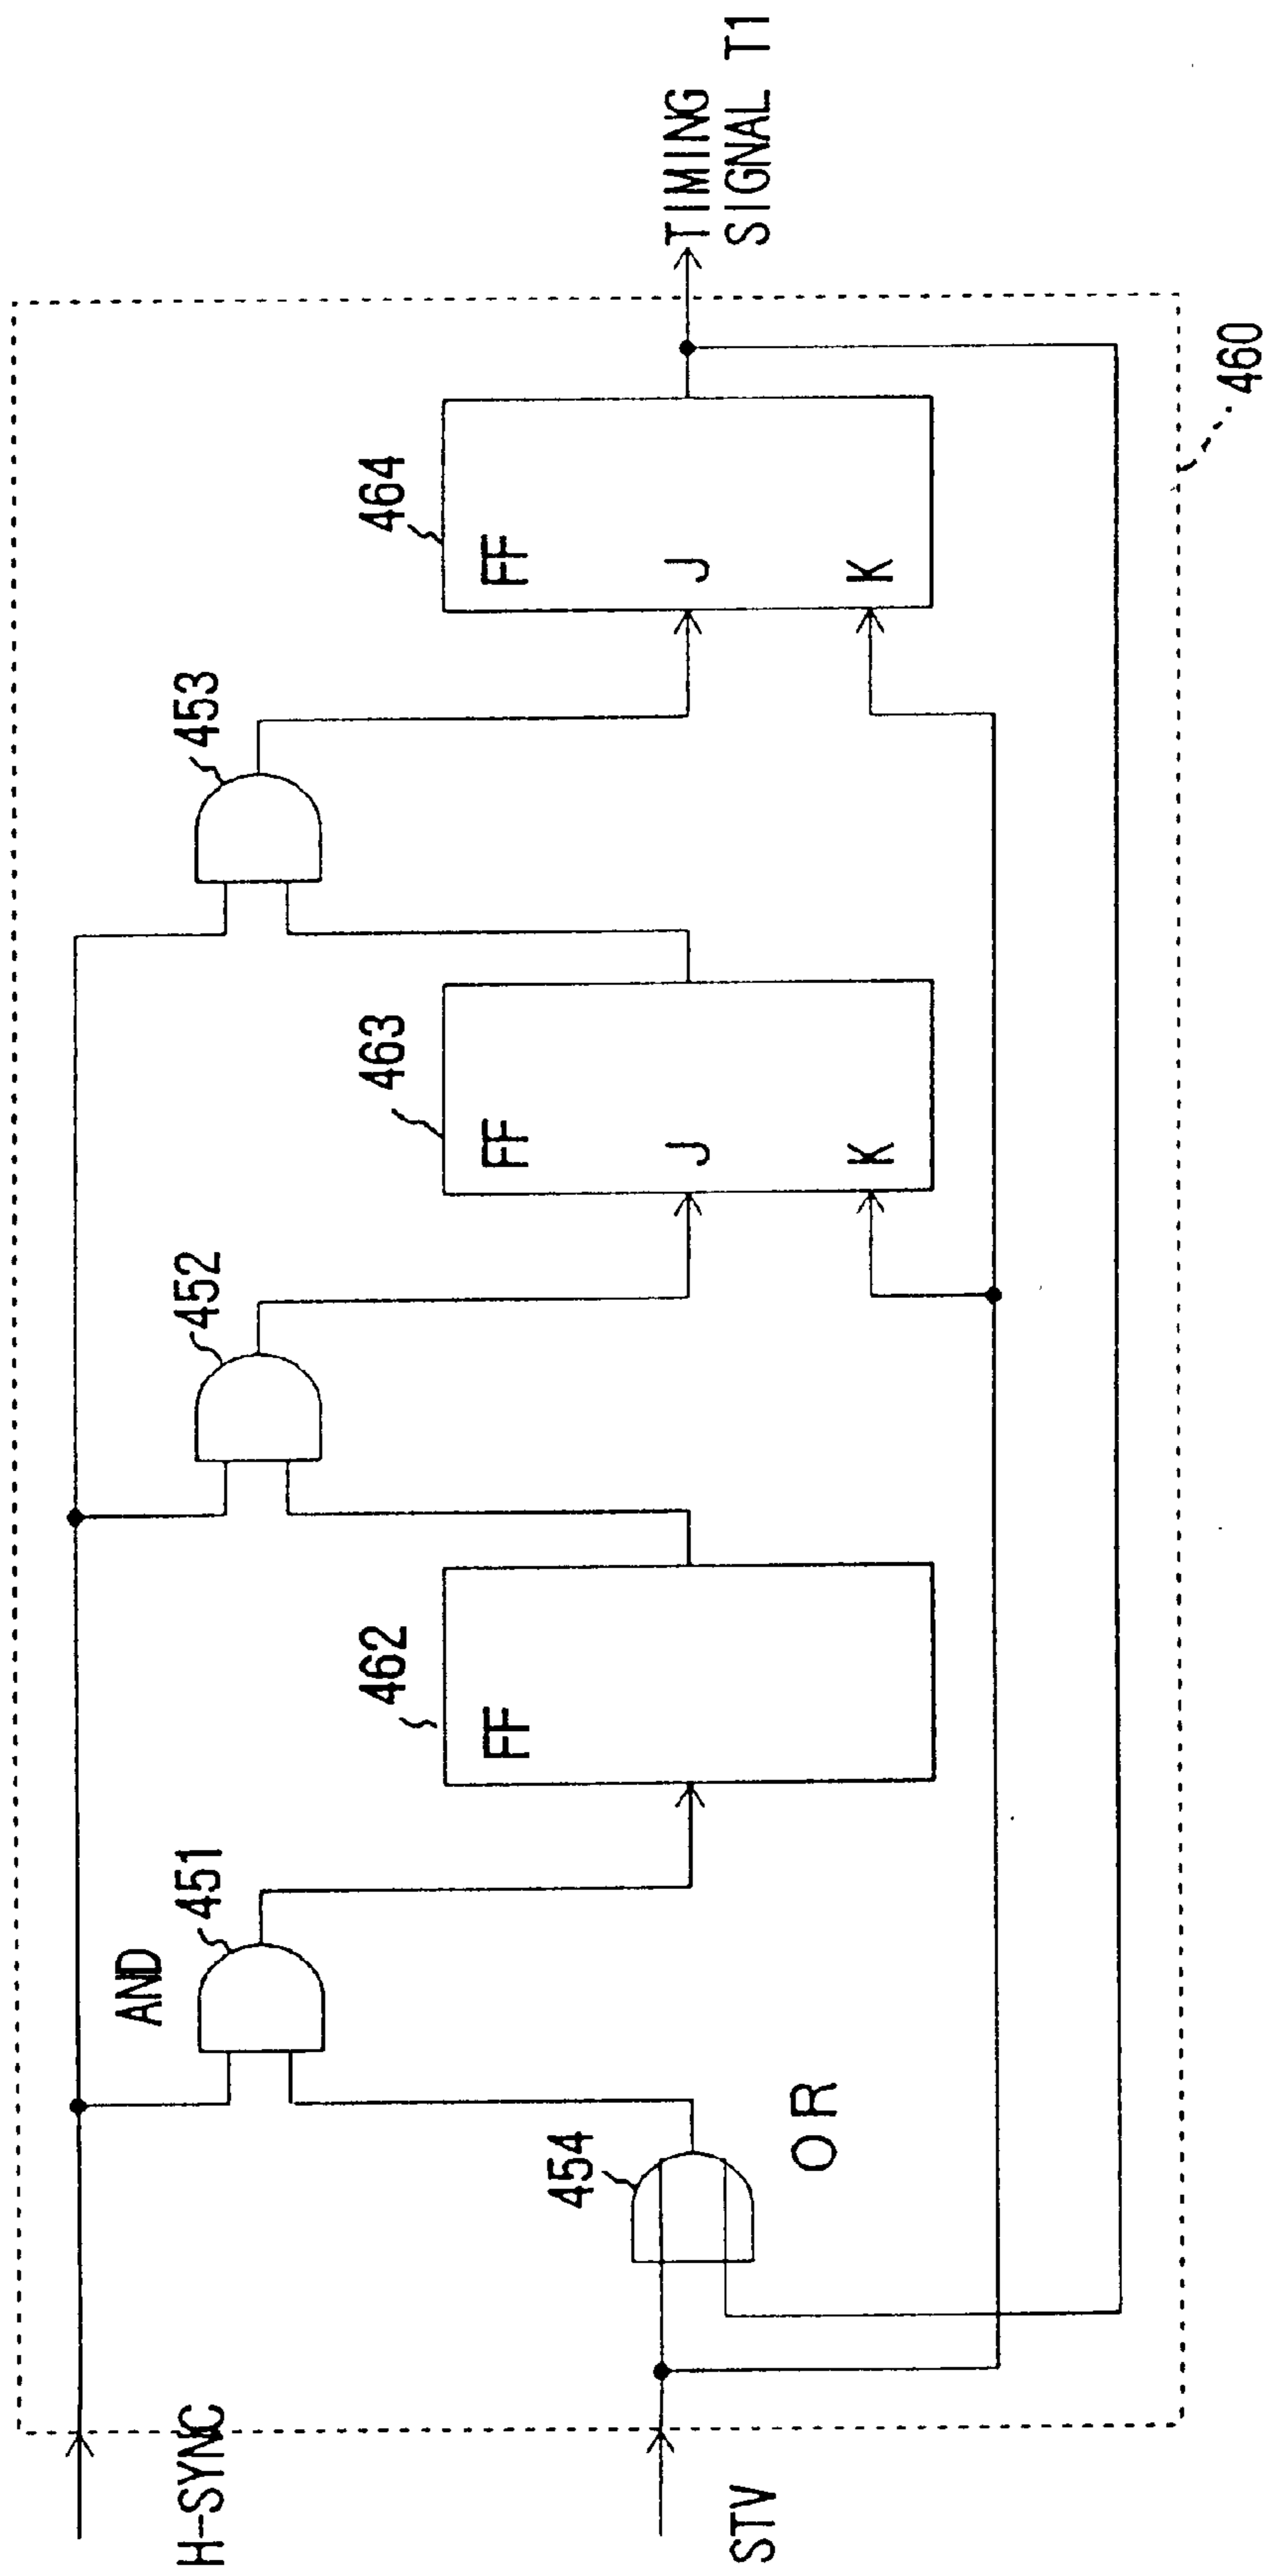 H-SYNC
STV
AND
451
454
OR
462
FF
452
463
FF
J
K
453
464
FF
J
K
TIMING
SIGNAL T1
460